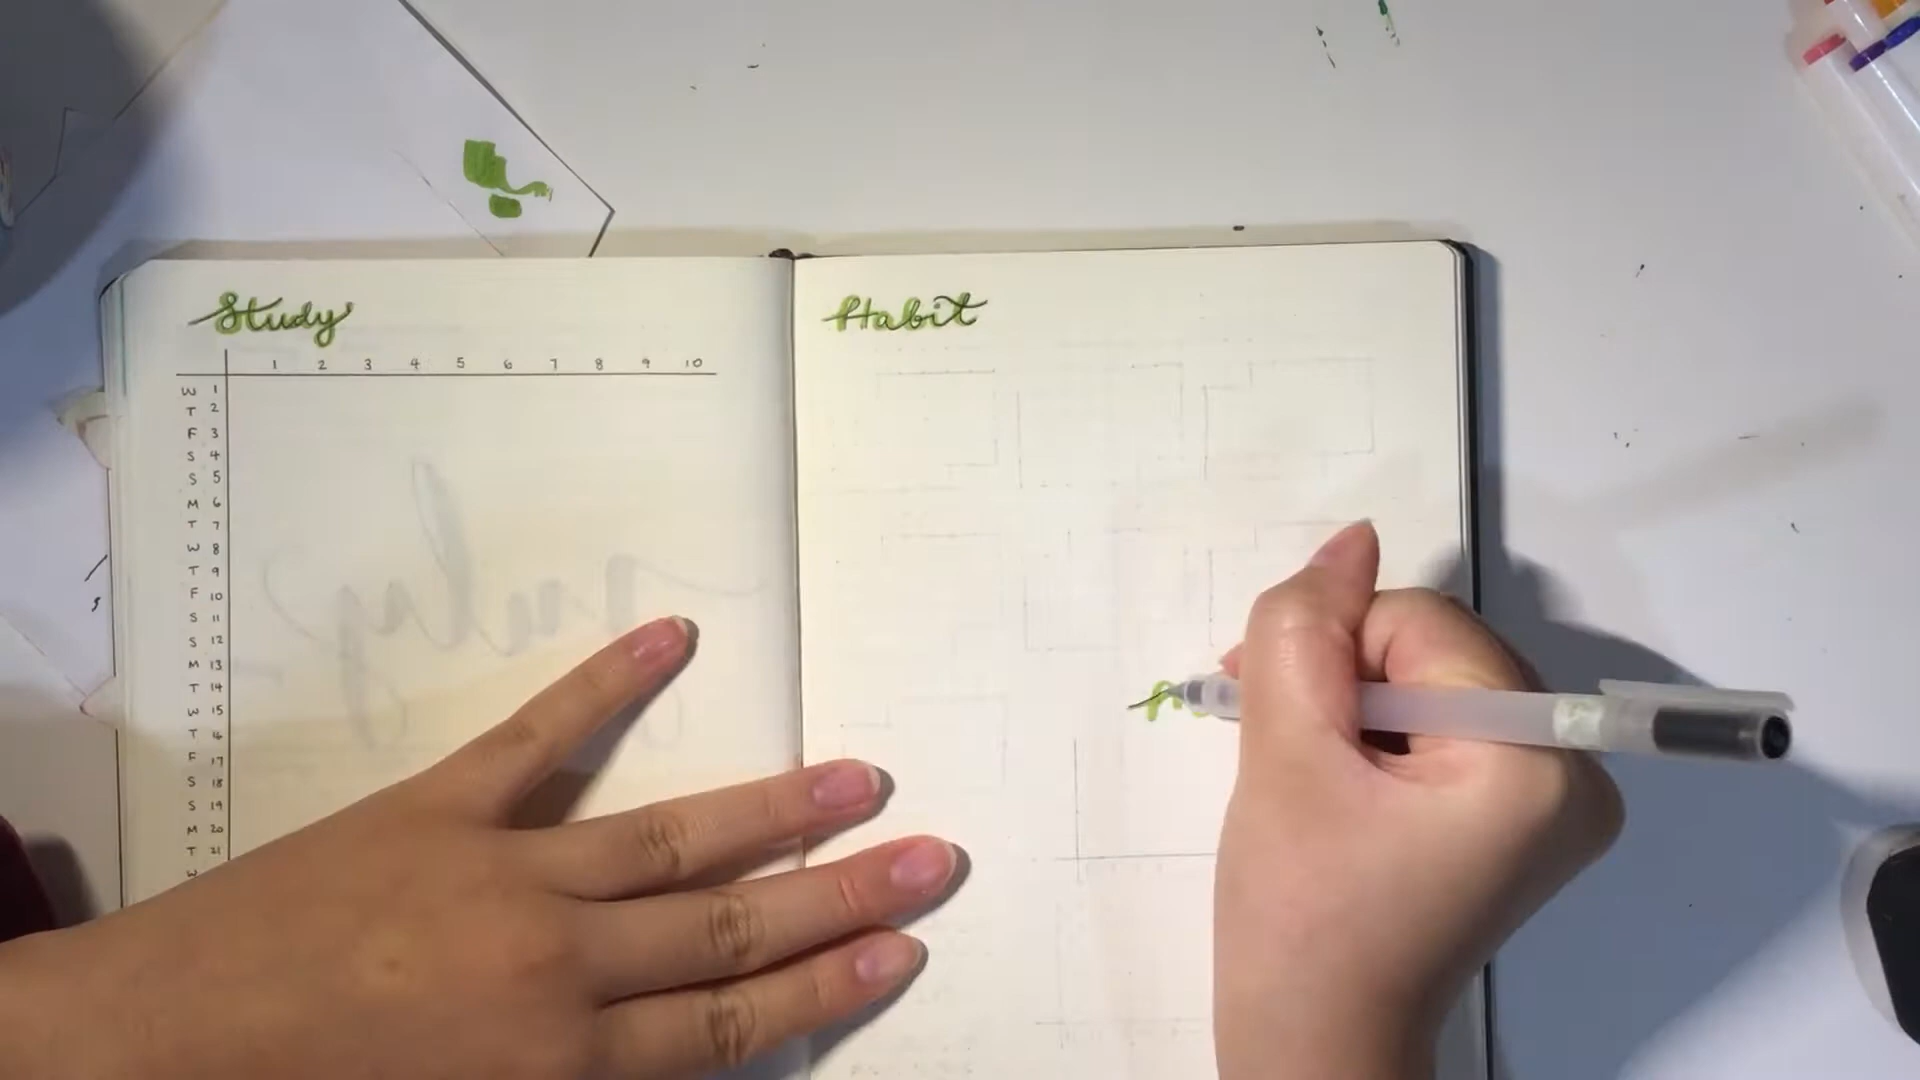 Study
1 2 3 4 5 6 7 8 9 10
W 1
T 2
F 3
S 4
S 5
M 6
T 7
W 8
T 9
F 10
S 11
S 12
M 13
T 14
W 15
T 16
F 17
S 18
S 19
M 20
T 21
W
Habit